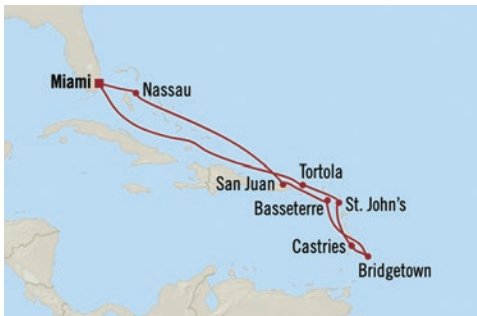 Miami
Nassau
Tortola
San Juan
St. John's
Basseterre
Castries
Bridgetown